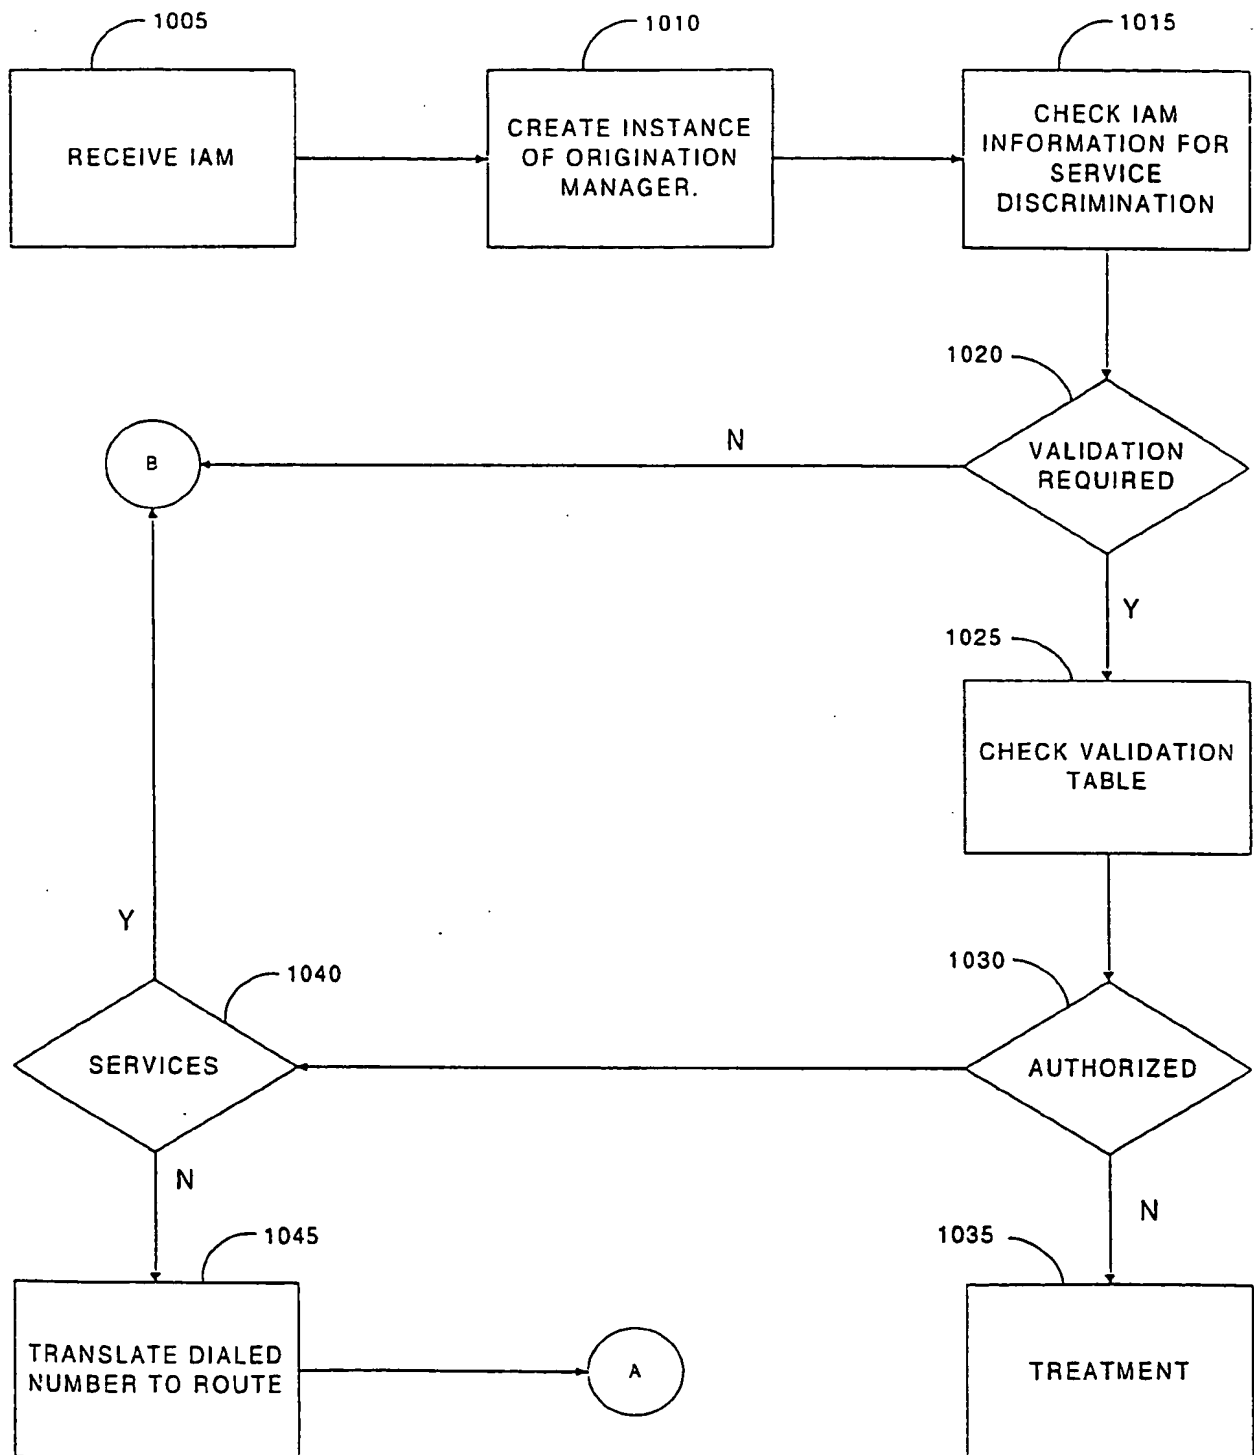 1005
1010
1015
RECEIVE IAM
CREATE INSTANCE
OF ORIGINATION
MANAGER.
CHECK IAM
INFORMATION FOR
SERVICE
DISCRIMINATION
1020
N
B
VALIDATION
REQUIRED
Y
1025
CHECK VALIDATION
TABLE
Y
1040
1030
SERVICES
AUTHORIZED
N
N
1045
1035
TRANSLATE DIALED
NUMBER TO ROUTE
A
TREATMENT